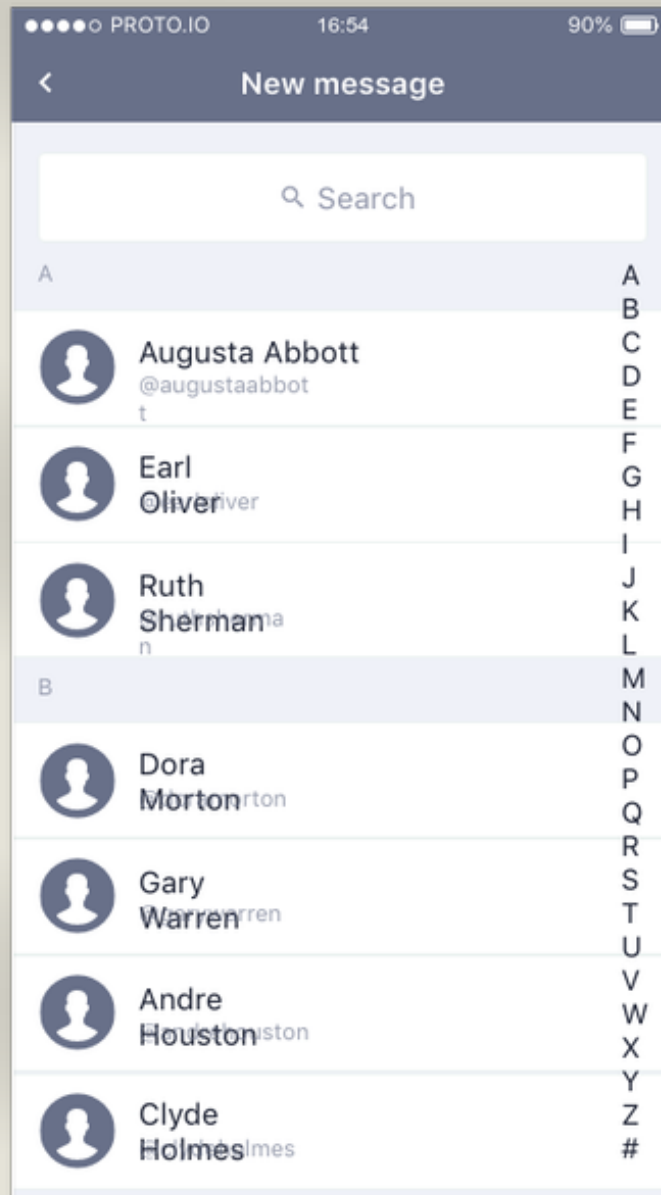 PROTO.IO 16:54 90%
New message
Search
A
Augusta Abbott
@augustaabbot
t
Earl
Oliver
Ruth
Sherman
n
B
Dora
Morton
Gary
Warren
Andre
Houston
Clyde
Holmes
A
B
C
D
E
F
G
H
I
J
K
L
M
N
O
P
Q
R
S
T
U
V
W
X
Y
Z
#